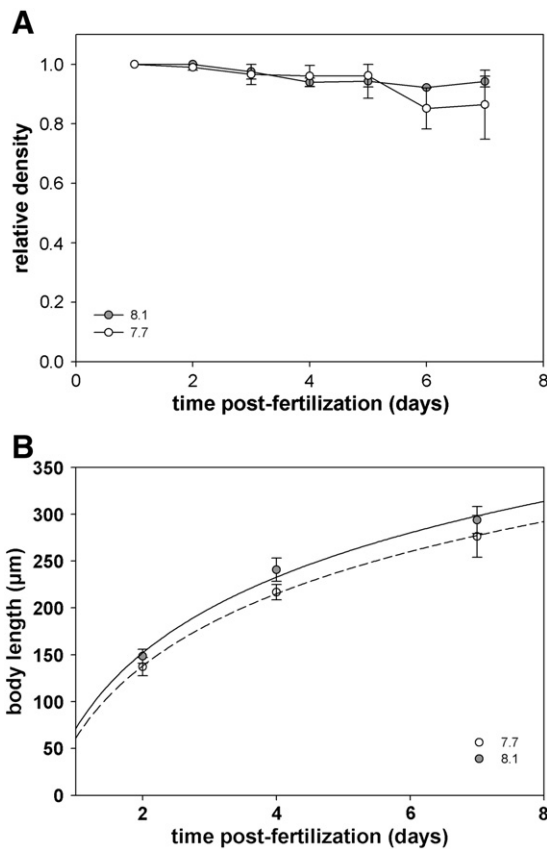 A
1.0
0.8
0.6
0.4
0.2
0.0
relative density
8.1
7.7
0 2 4 6 8
time post-fertilization (days)
B
350
300
250
200
150
100
50
0
body length (µm)
7.7
8.1
2 4 6 8
time post-fertilization (days)